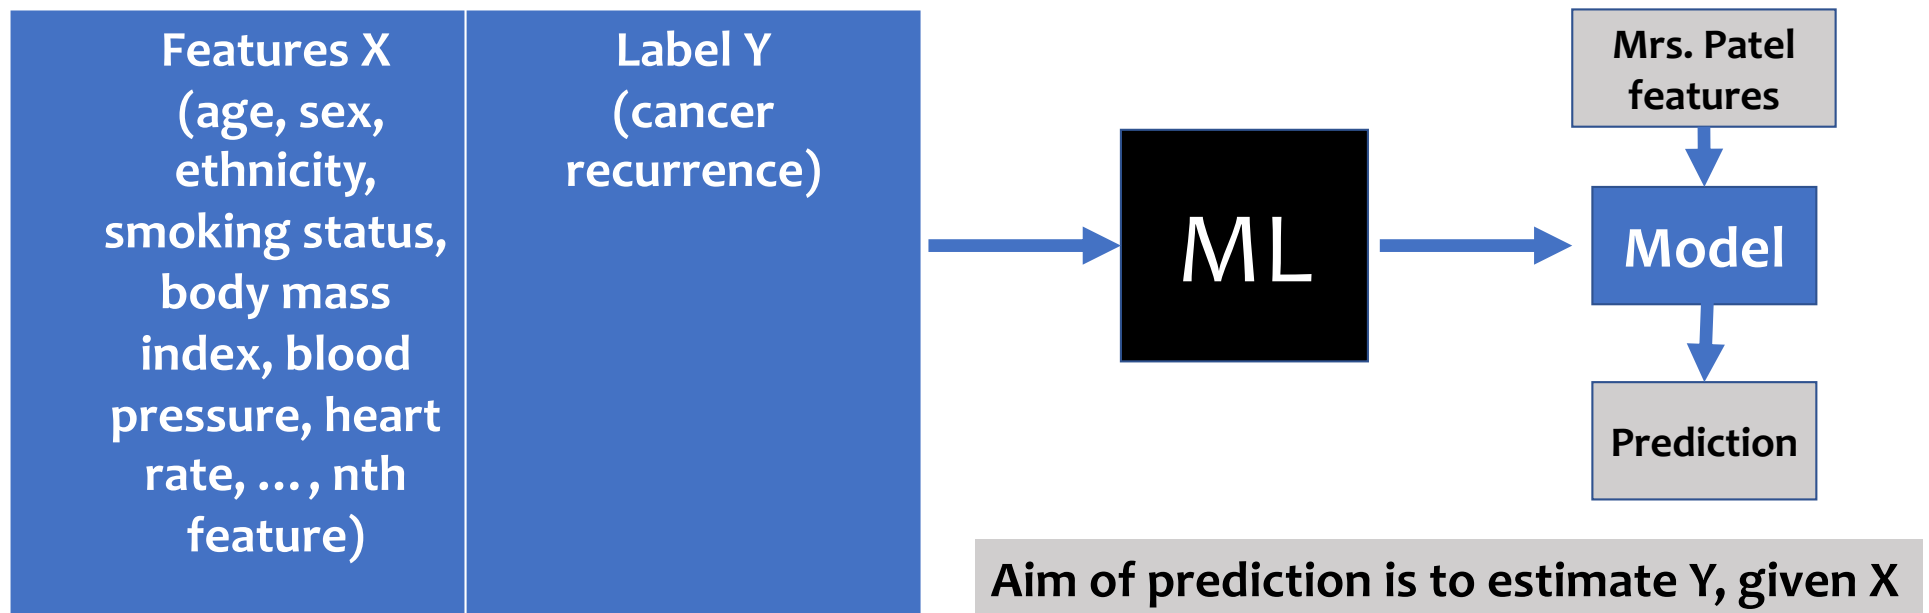 Features X
(age, sex,
ethnicity,
smoking status,
body mass
index, blood
pressure, heart
rate, ..., nth
feature)
Label Y
(cancer
recurrence)
ML
Mrs. Patel
features
Model
Prediction
Aim of prediction is to estimate Y, given X